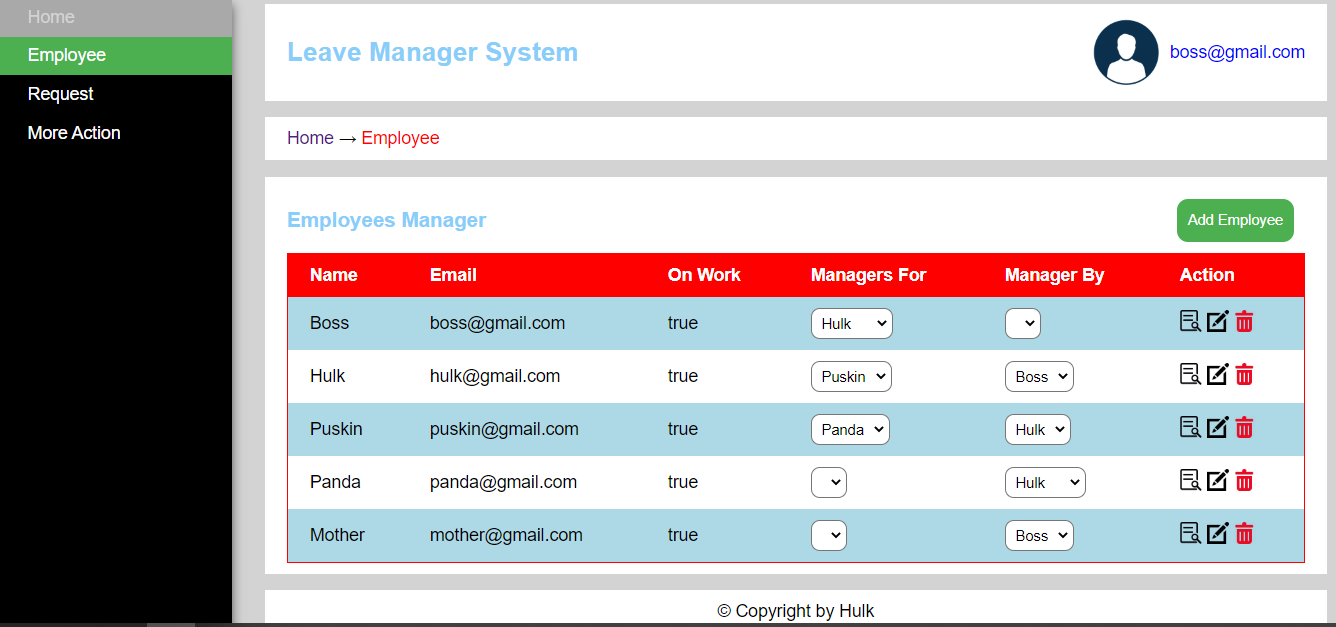 Home
Employee
Request
More Action
Leave Manager System
boss@gmail.com
Home → Employee
Employees Manager
Add Employee
Name Email On Work Managers For Manager By Action
Boss boss@gmail.com true Hulk
Hulk hulk@gmail.com true Puskin Boss
Puskin puskin@gmail.com true Panda Hulk
Panda panda@gmail.com true Hulk
Mother mother@gmail.com true Boss
© Copyright by Hulk